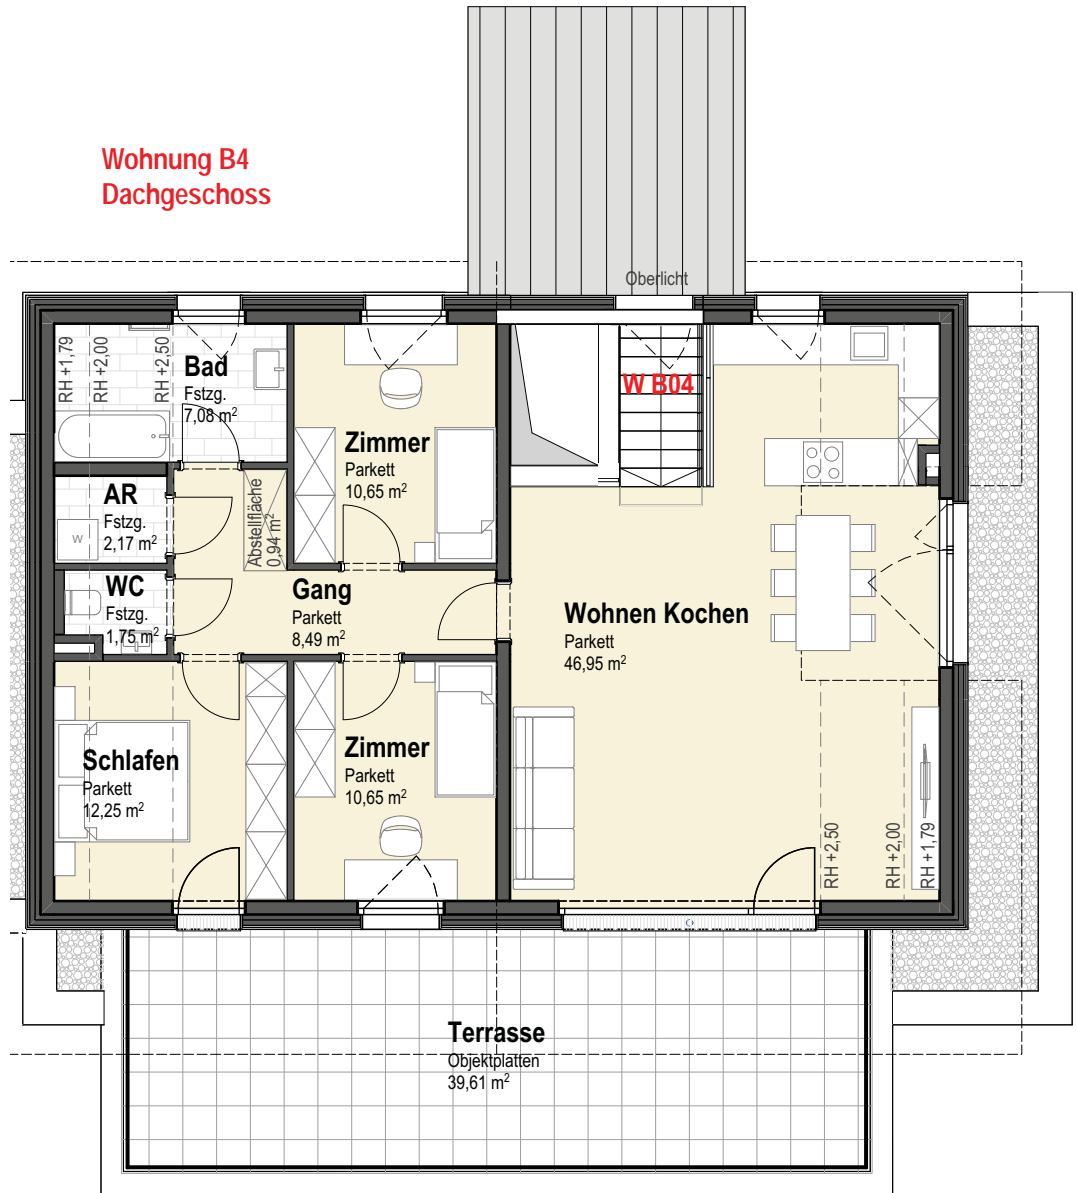 Wohnung B4
Dachgeschoss
Oberlicht
RH +1,79
RH +2,00
RH +2,50
Bad
Fstzg.
7,08 m²
W B04
Zimmer
Parkett
10,65 m²
AR
Fstzg.
2,17 m²
W
Abstellfläche
0,94 m²
WC
Fstzg.
1,75 m²
Gang
Parkett
8,49 m²
Wohnen Kochen
Parkett
46,95 m²
Schlafen
Parkett
12,25 m²
Zimmer
Parkett
10,65 m²
RH +2,50
RH +2,00
RH +1,79
Terrasse
Objektplatten
39,61 m²